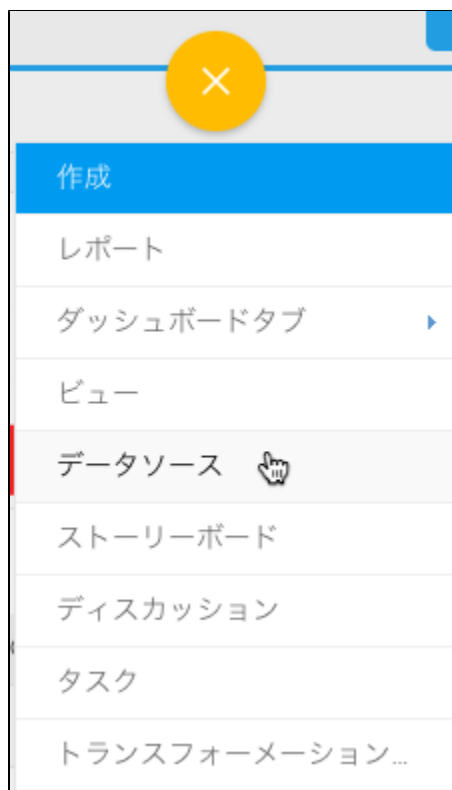 作成
レポート
ダッシュボードタブ
ビュー
データソース
ストーリーボード
ディスカッション
タスク
トランスフォーメーション...